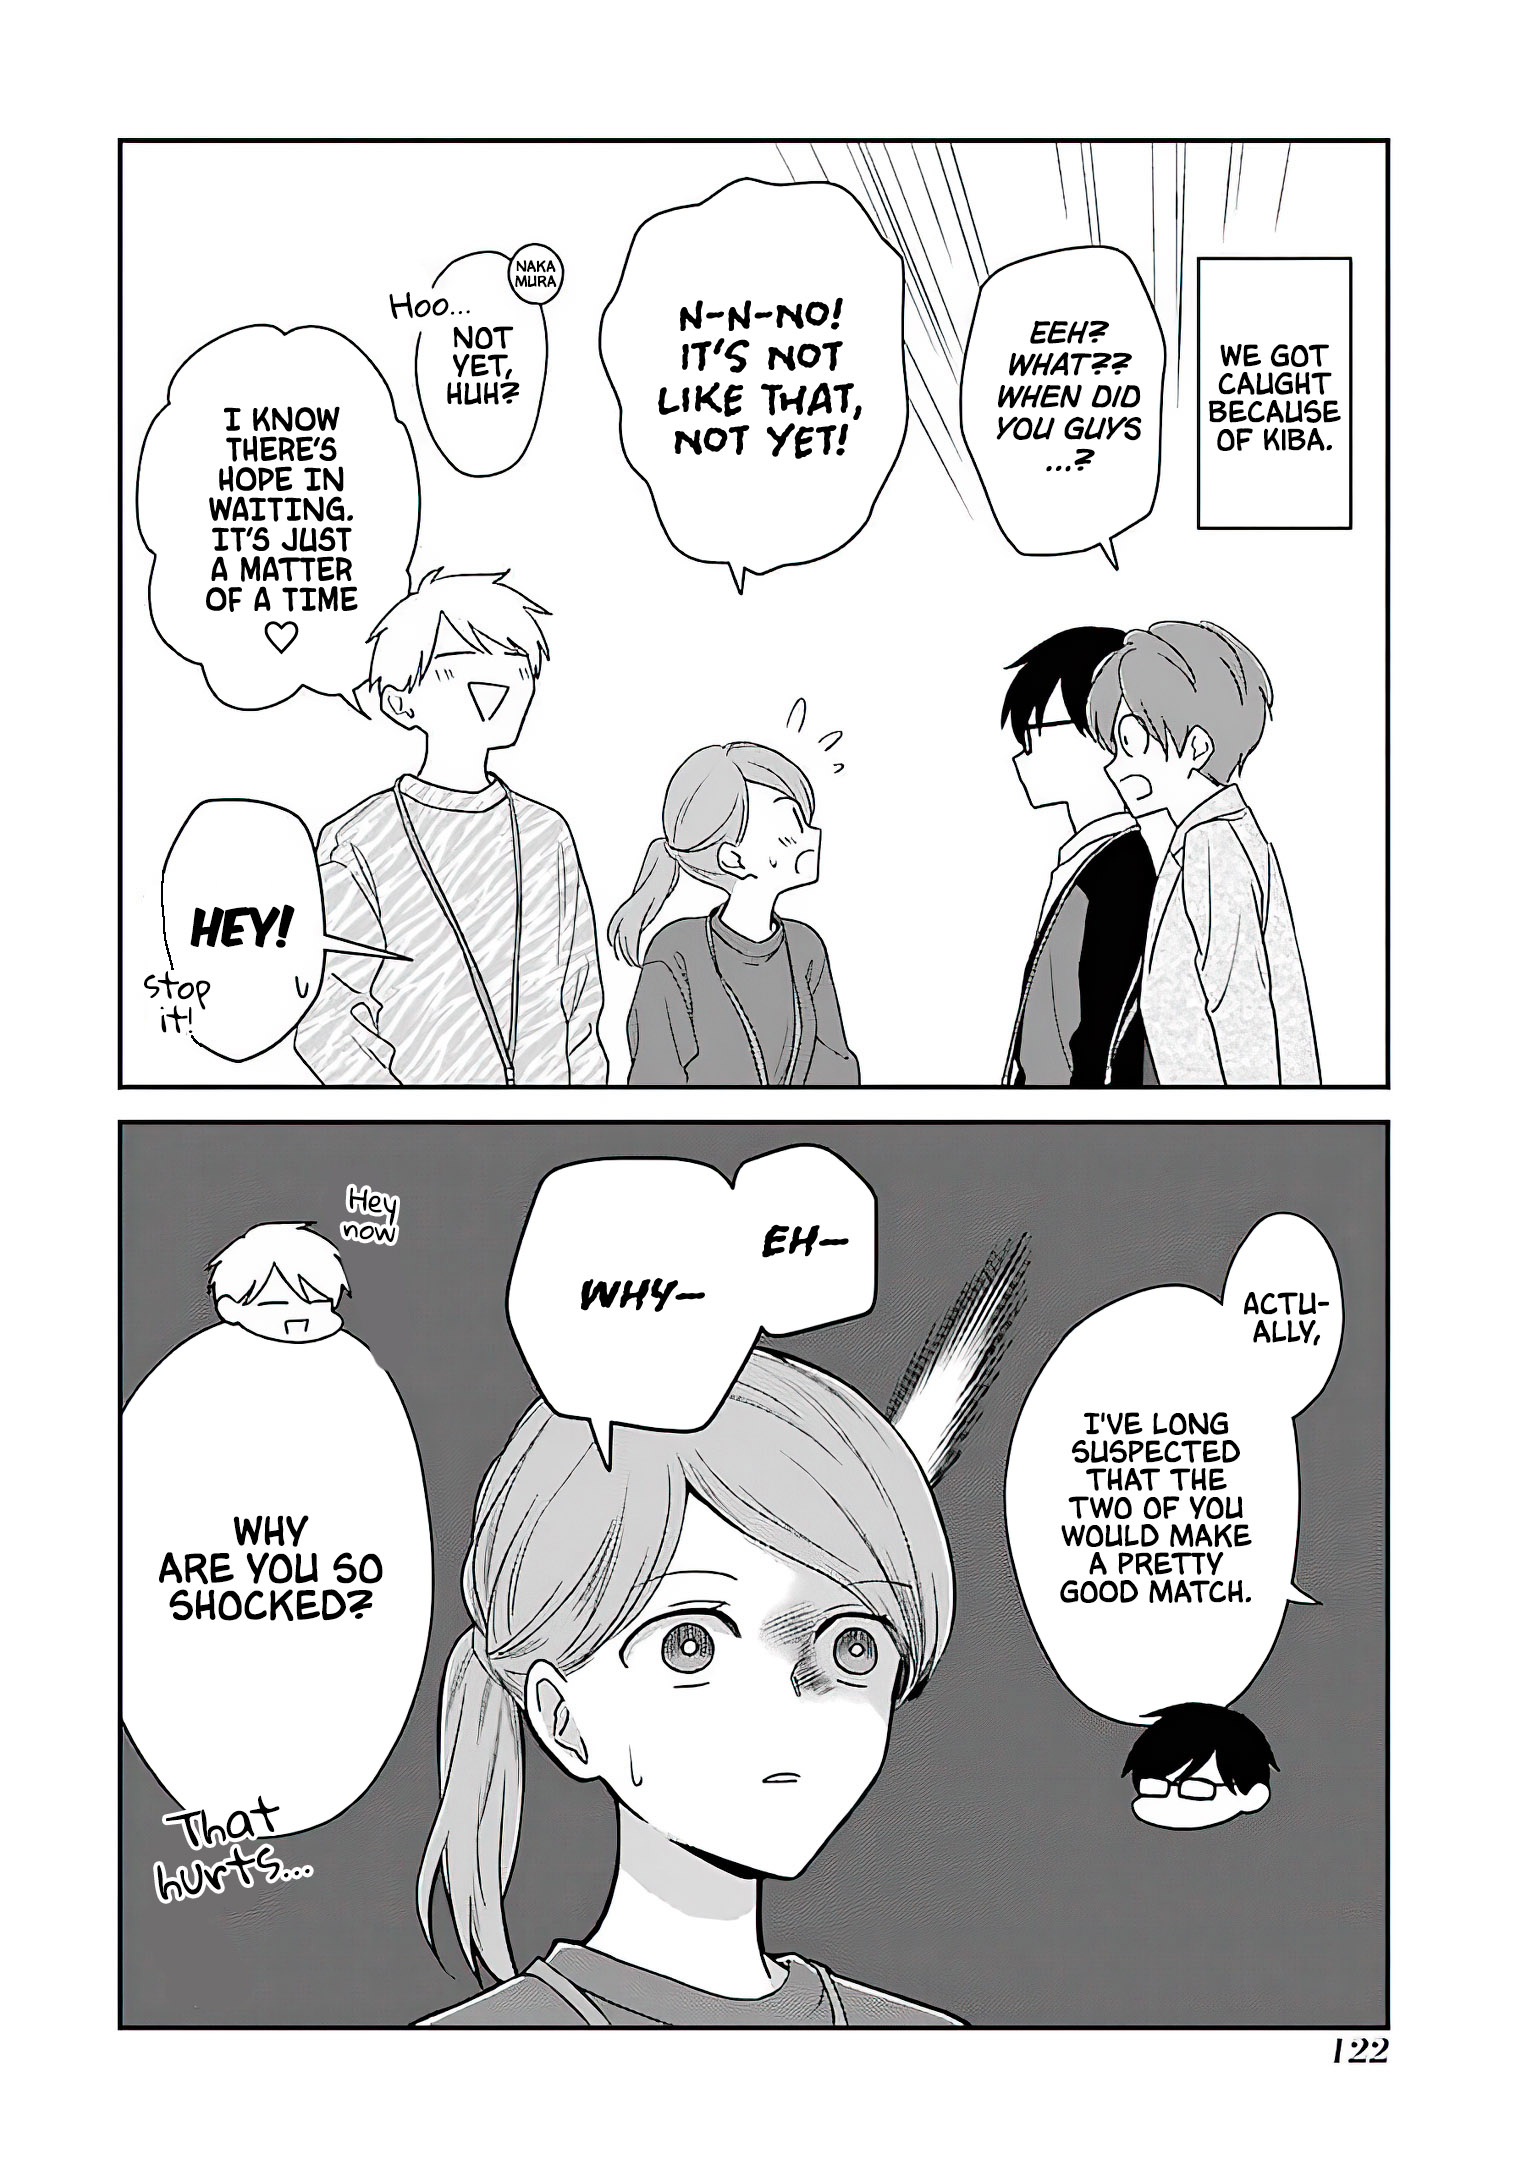 WE GOT
CAUGHT
BECAUSE
OF KIBA.
EEH?
WHAT??
WHEN DID
YOU GUYS
...?
N-N-NO!
IT'S NOT
LIKE THAT,
NOT YET!
NAKA
MURA
Hoo...
NOT
YET,
HUH?
I KNOW
THERE'S
HOPE IN
WAITING.
IT'S JUST
A MATTER
OF A TIME
♡
HEY!
stop
it!
ACTU-
ALLY,
I'VE LONG
SUSPECTED
THAT THE
TWO OF YOU
WOULD MAKE
A PRETTY
GOOD MATCH.
EH—
WHY—
Hey
now
WHY
ARE YOU SO
SHOCKED?
That
hurts...
122